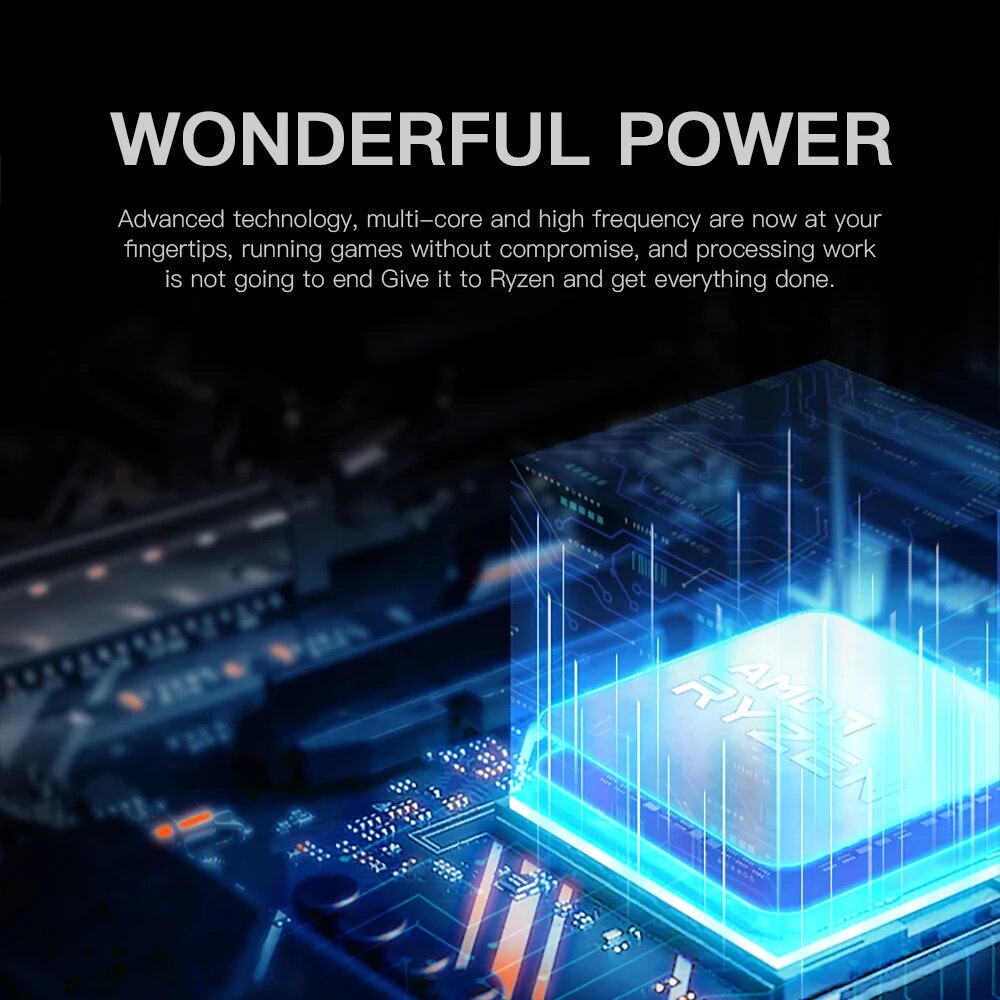 WONDERFUL POWER
Advanced technology, multi–core and high frequency are now at your
fingertips, running games without compromise, and processing work
is not going to end Give it to Ryzen and get everything done.
AMD
RYZEN